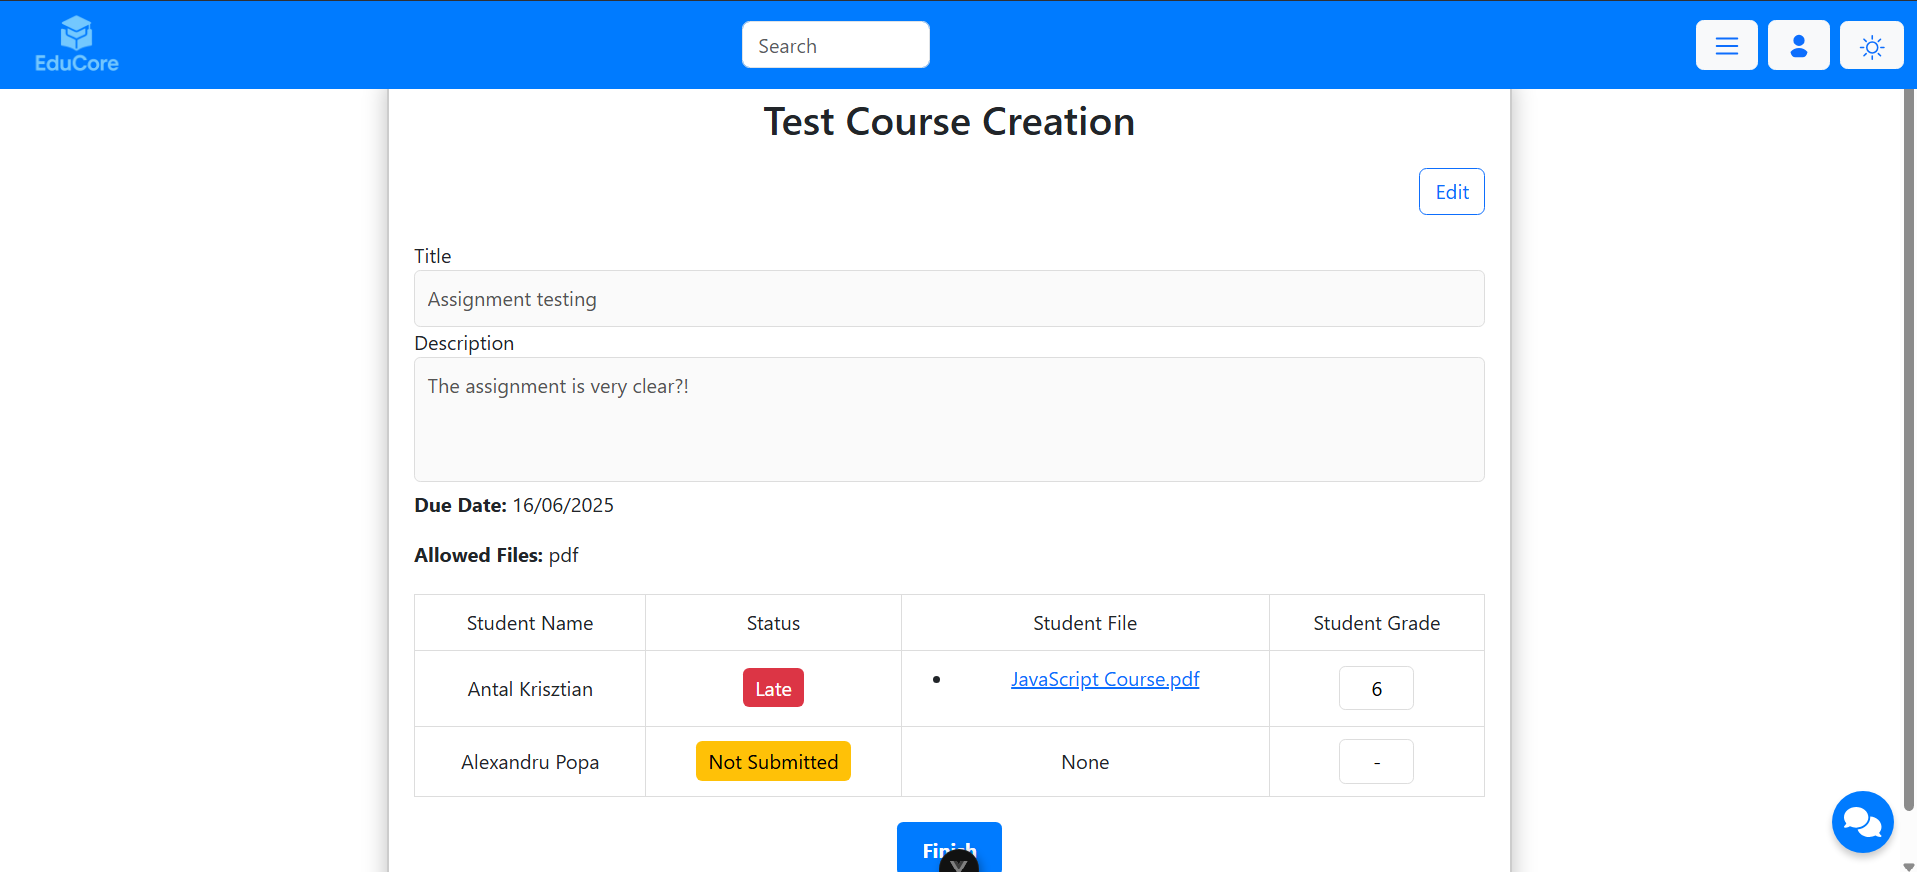 EduCore
Search
Test Course Creation
Edit
Title
Assignment testing
Description
The assignment is very clear?!
Due Date: 16/06/2025
Allowed Files: pdf
Student Name Status Student File Student Grade
Antal Krisztian Late • JavaScript Course.pdf 6
Alexandru Popa Not Submitted None -
Finish